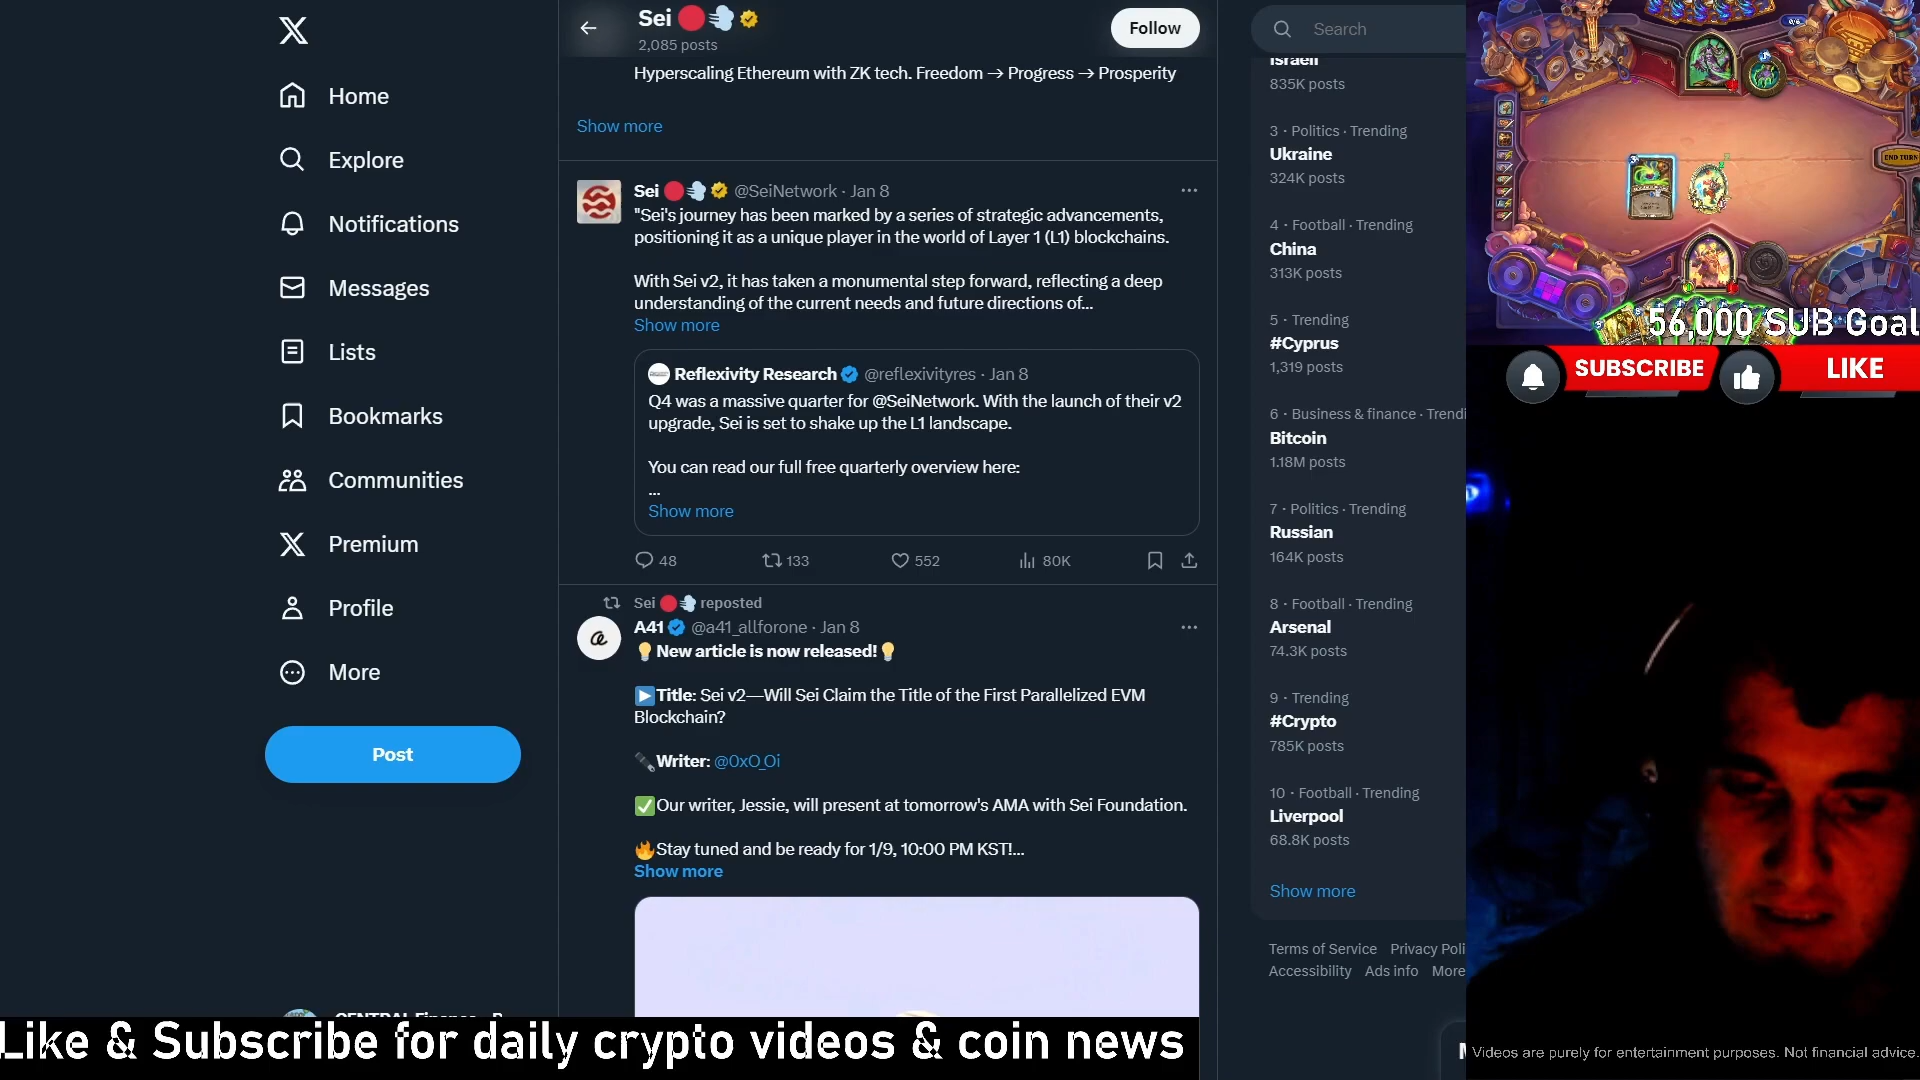 Home
Explore
Notifications
Messages
Lists
Bookmarks
Communities
Premium
Profile
More
Post
Sei
2,085 posts
Follow
Hyperscaling Ethereum with ZK tech. Freedom → Progress → Prosperity
Show more
Sei @SeiNetwork · Jan 8
"Sei's journey has been marked by a series of strategic advancements,
positioning it as a unique player in the world of Layer 1 (L1) blockchains.
With Sei v2, it has taken a monumental step forward, reflecting a deep
understanding of the current needs and future directions of...
Show more
Reflexivity Research @reflexivityres · Jan 8
Q4 was a massive quarter for @SeiNetwork. With the launch of their v2
upgrade, Sei is set to shake up the L1 landscape.
You can read our full free quarterly overview here:
...
Show more
48 133 552 80K
Sei reposted
A41 @a41_allforone · Jan 8
New article is now released!
Title: Sei v2—Will Sei Claim the Title of the First Parallelized EVM
Blockchain?
Writer: @0xO_Oi
Our writer, Jessie, will present at tomorrow's AMA with Sei Foundation.
Stay tuned and be ready for 1/9, 10:00 PM KST!...
Show more
Search
Israeli
835K posts
3 · Politics · Trending
Ukraine
324K posts
4 · Football · Trending
China
313K posts
5 · Trending
#Cyprus
1,319 posts
6 · Business & finance · Trendi
Bitcoin
1.18M posts
7 · Politics · Trending
Russian
164K posts
8 · Football · Trending
Arsenal
74.3K posts
9 · Trending
#Crypto
785K posts
10 · Football · Trending
Liverpool
68.8K posts
Show more
Terms of Service Privacy Poli
Accessibility Ads info More
END TURN
56,000 SUB Goal
SUBSCRIBE
LIKE
Like & Subscribe for daily crypto videos & coin news
Videos are purely for entertainment purposes. Not financial advice.